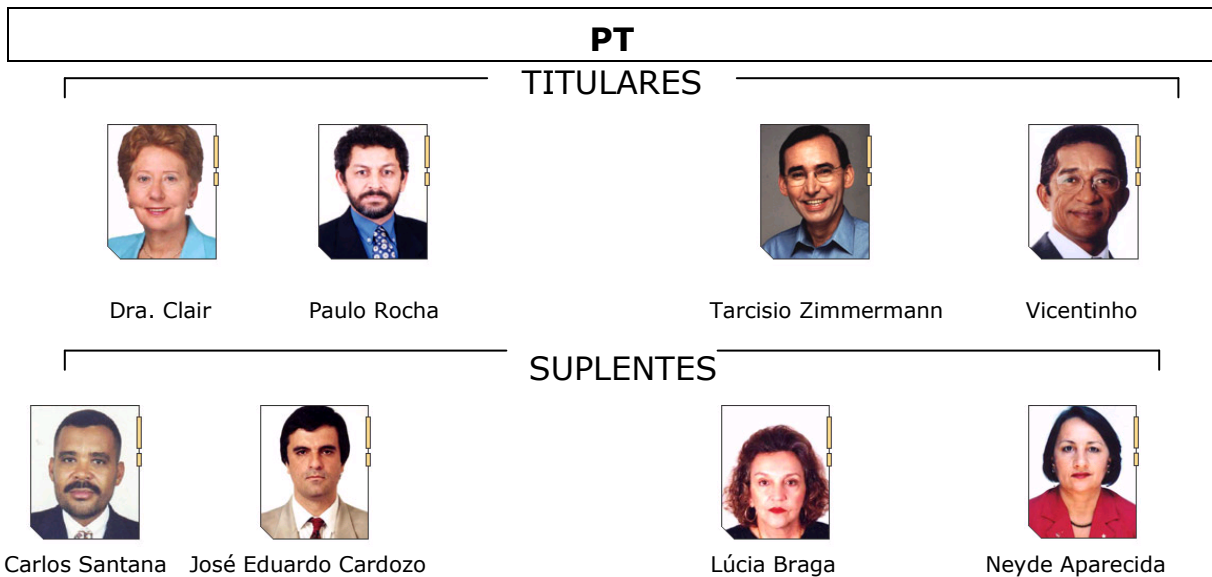 PT
TITULARES
Dra. Clair
Paulo Rocha
Tarcisio Zimmermann
Vicentinho
SUPLENTES
Carlos Santana
José Eduardo Cardozo
Lúcia Braga
Neyde Aparecida